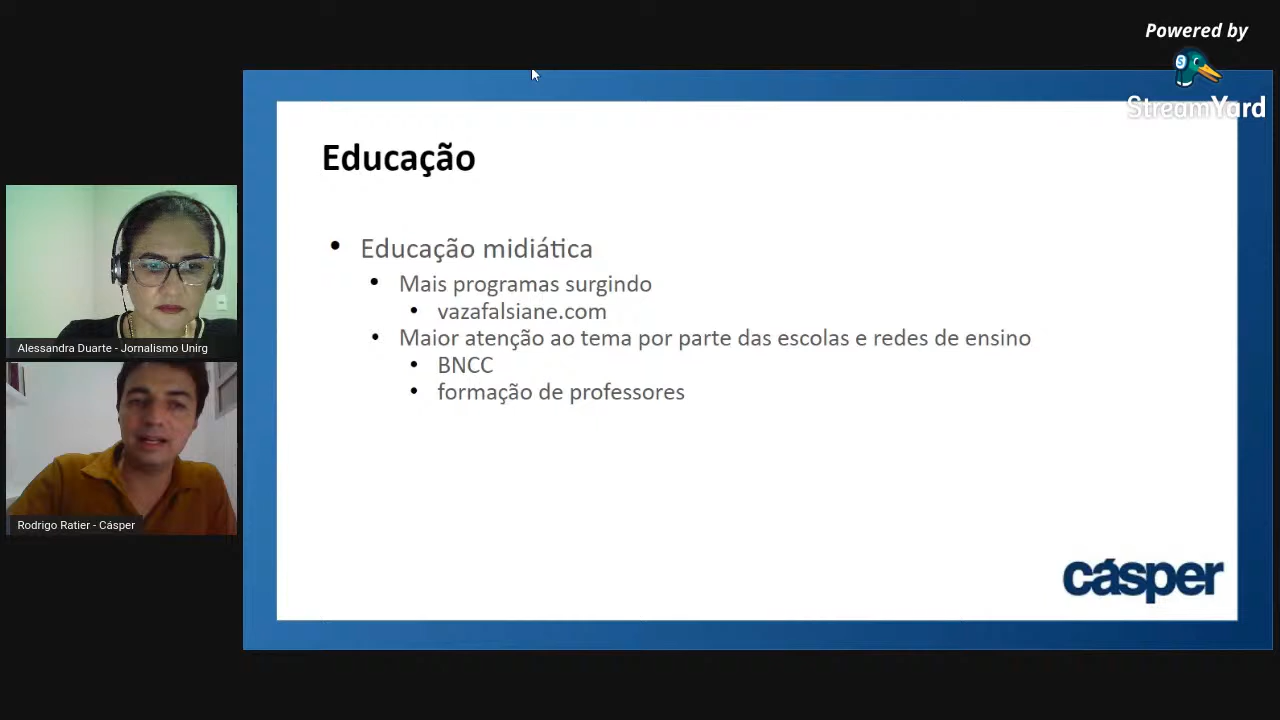 Powered by
StreamYard
Educação
• Educação midiática
• Mais programas surgindo
• vazafalsiane.com
• Maior atenção ao tema por parte das escolas e redes de ensino
• BNCC
• formação de professores
cásper
Alessandra Duarte - Jornalismo Unirg
Rodrigo Ratier - Cásper